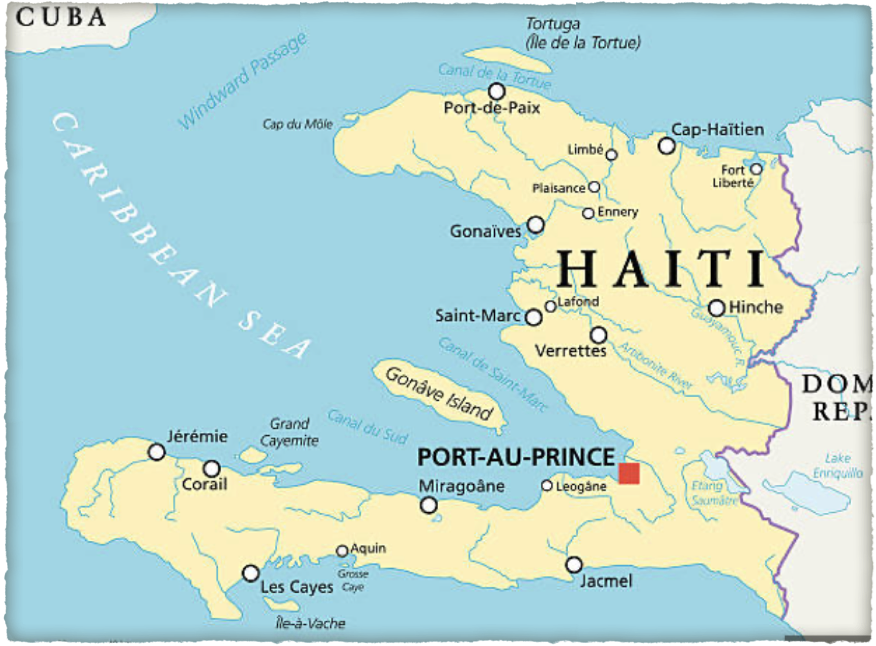 CUBA
Tortuga
(Île de la Tortue)
Windward Passage
Canal de la Tortue
Port-de-Paix
Cap du Môle
Cap-Haïtien
Limbé
Fort
Liberté
Plaisance
Ennery
Gonaïves
CARIBBEAN SEA
HAITI
Lafond
Hinche
Saint-Marc
Guayamouc R.
Verrettes
Artibonite River
Canal de Saint-Marc
Gonâve Island
DOM
REP.
Grand
Cayemite
Canal du Sud
Jérémie
PORT-AU-PRINCE
Lake
Enriquillo
Corail
Miragoâne
Leogâne
Etang
Saumâtre
Aquin
Grosse
Caye
Les Cayes
Jacmel
Île-à-Vache